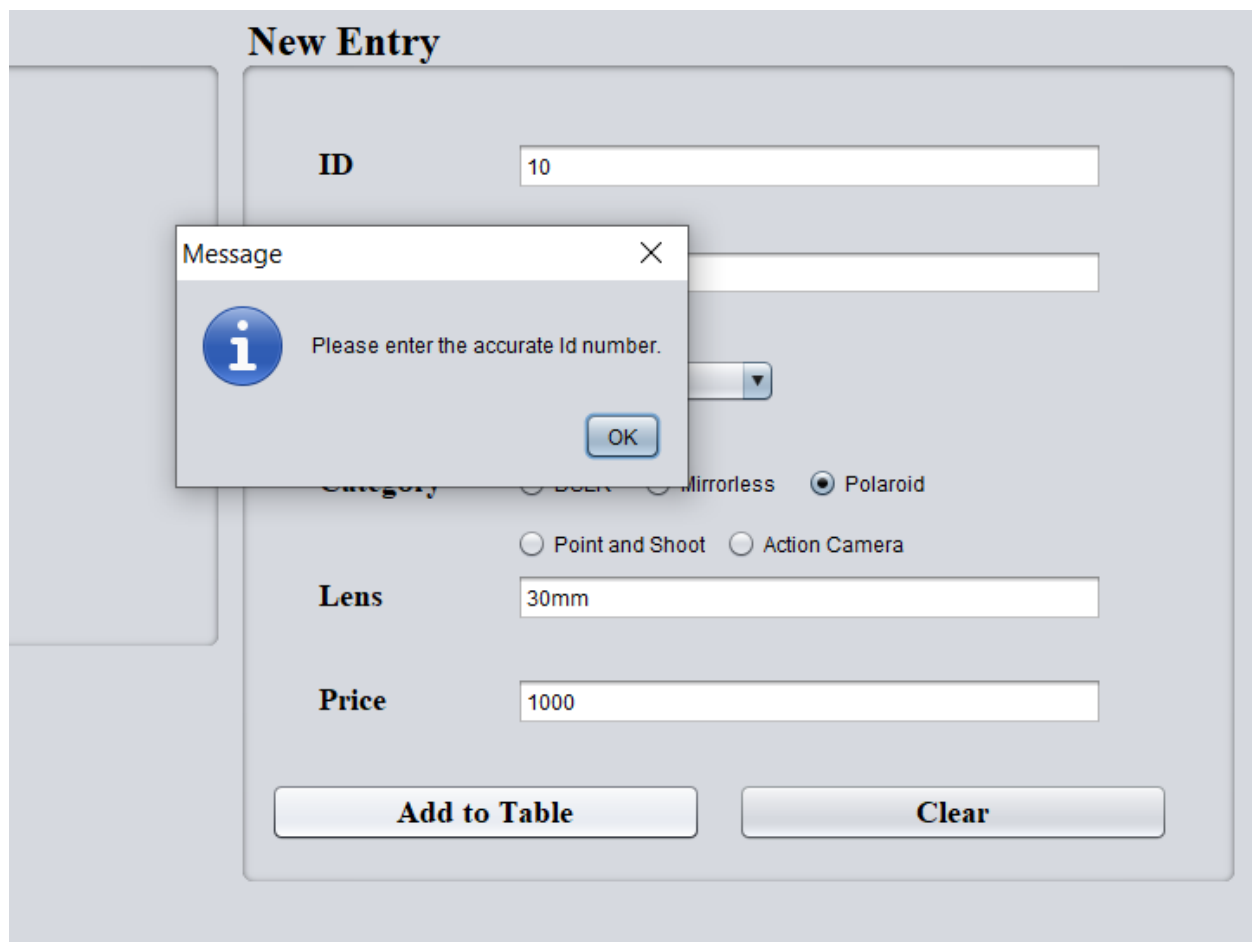 New Entry
ID
10
Message
Please enter the accurate Id number.
OK
Category
Mirrorless
Polaroid
Point and Shoot
Action Camera
Lens
30mm
Price
1000
Add to Table
Clear